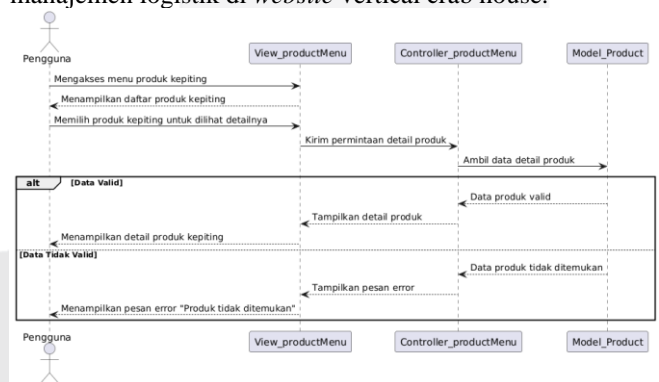 manajemen logistik di website vertical crab house.
Pengguna
View_productMenu
Controller_productMenu
Model_Product
Mengakses menu produk kepiting
Menampilkan daftar produk kepiting
Memilih produk kepiting untuk dilihat detailnya
Kirim permintaan detail produk
Ambil data detail produk
alt [Data Valid]
Data produk valid
Tampilkan detail produk
Menampilkan detail produk kepiting
[Data Tidak Valid]
Data produk tidak ditemukan
Tampilkan pesan error
Menampilkan pesan error "Produk tidak ditemukan"
Pengguna
View_productMenu
Controller_productMenu
Model_Product